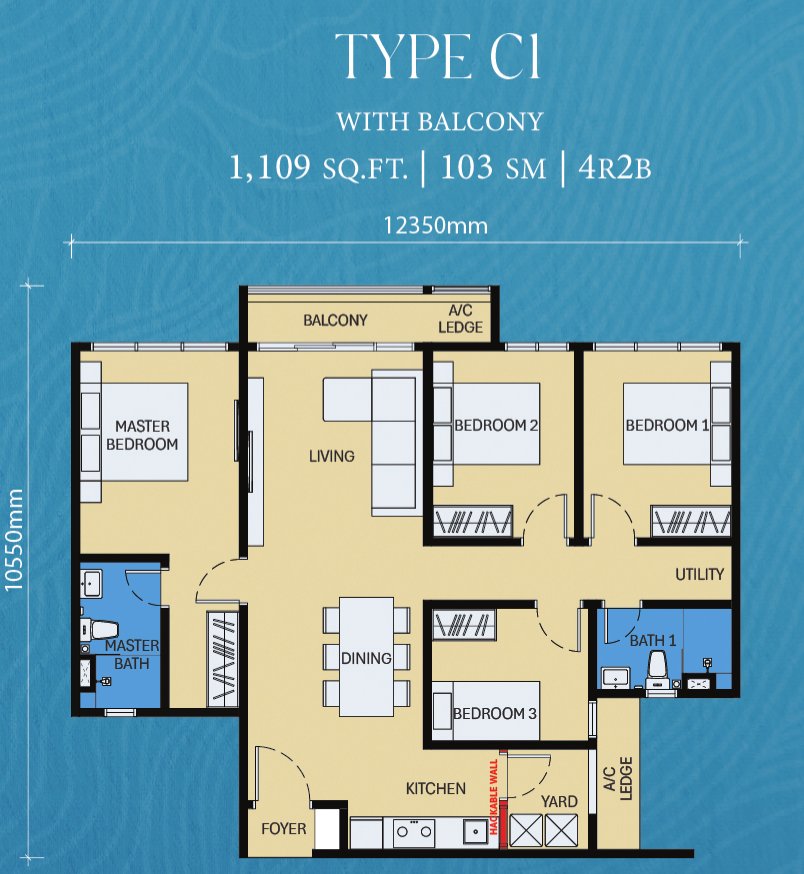 TYPE C1
WITH BALCONY
1,109 SQ.FT. | 103 SM | 4R2B
12350mm
10550mm
BALCONY
A/C
LEDGE
MASTER
BEDROOM
LIVING
BEDROOM 2
BEDROOM 1
UTILITY
MASTER
BATH
DINING
BATH 1
BEDROOM 3
KITCHEN
HACKABLE WALL
YARD
A/C
LEDGE
FOYER